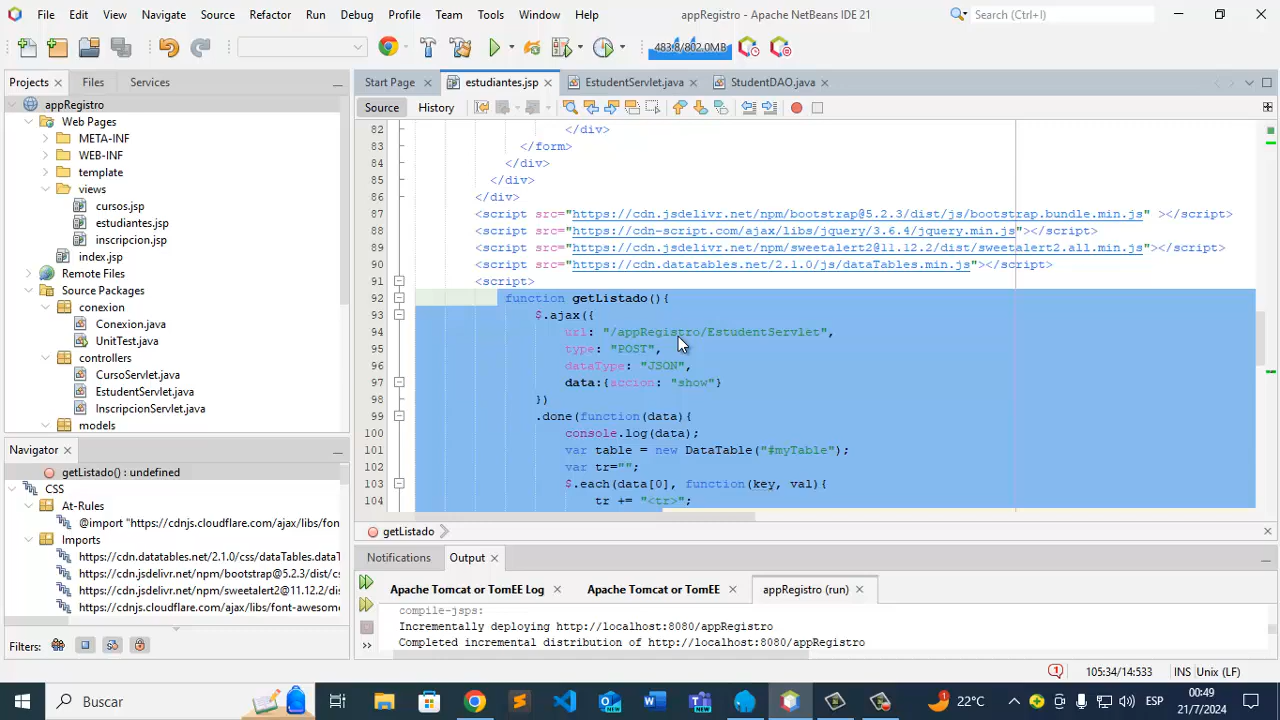 File Edit View Navigate Source Refactor Run Debug Profile Team Tools Window Help
appRegistro - Apache NetBeans IDE 21
Search (Ctrl+I)
483,8/802,0MB
Projects Files Services
Start Page estudiantes.jsp EstudentServlet.java StudentDAO.java
Source History
appRegistro
Web Pages
META-INF
WEB-INF
template
views
cursos.jsp
estudiantes.jsp
inscripcion.jsp
index.jsp
Remote Files
Source Packages
conexion
Conexion.java
UnitTest.java
controllers
CursoServlet.java
EstudentServlet.java
InscripcionServlet.java
models
82 </div>
83 </form>
84 </div>
85 </div>
86 </div>
87 <script src="https://cdn.jsdelivr.net/npm/bootstrap@5.2.3/dist/js/bootstrap.bundle.min.js" ></script>
88 <script src="https://cdn-script.com/ajax/libs/jquery/3.6.4/jquery.min.js"></script>
89 <script src="https://cdn.jsdelivr.net/npm/sweetalert2@11.12.2/dist/sweetalert2.all.min.js"></script>
90 <script src="https://cdn.datatables.net/2.1.0/js/dataTables.min.js"></script>
91 <script>
92 function getListado(){
93 $.ajax({
94 url: "/appRegistro/EstudentServlet",
95 type: "POST",
96 dataType: "JSON",
97 data:{accion: "show"}
98 })
99 .done(function(data){
100 console.log(data);
101 var table = new DataTable("#myTable");
102 var tr="";
103 $.each(data[0], function(key, val){
104 tr += "<tr>";
getListado
Navigator
getListado() : undefined
CSS
At-Rules
@import "https://cdnjs.cloudflare.com/ajax/libs/fon
Imports
https://cdn.datatables.net/2.1.0/css/dataTables.dataT
https://cdn.jsdelivr.net/npm/bootstrap@5.2.3/dist/cs
https://cdn.jsdelivr.net/npm/sweetalert2@11.12.2/dist
https://cdnjs.cloudflare.com/ajax/libs/font-awesome
Filters:
Notifications Output
Apache Tomcat or TomEE Log Apache Tomcat or TomEE appRegistro (run)
compile-jsps:
Incrementally deploying http://localhost:8080/appRegistro
Completed incremental distribution of http://localhost:8080/appRegistro
1 105:34/14:533 INS Unix (LF)
Buscar
22°C ESP 00:49
21/7/2024